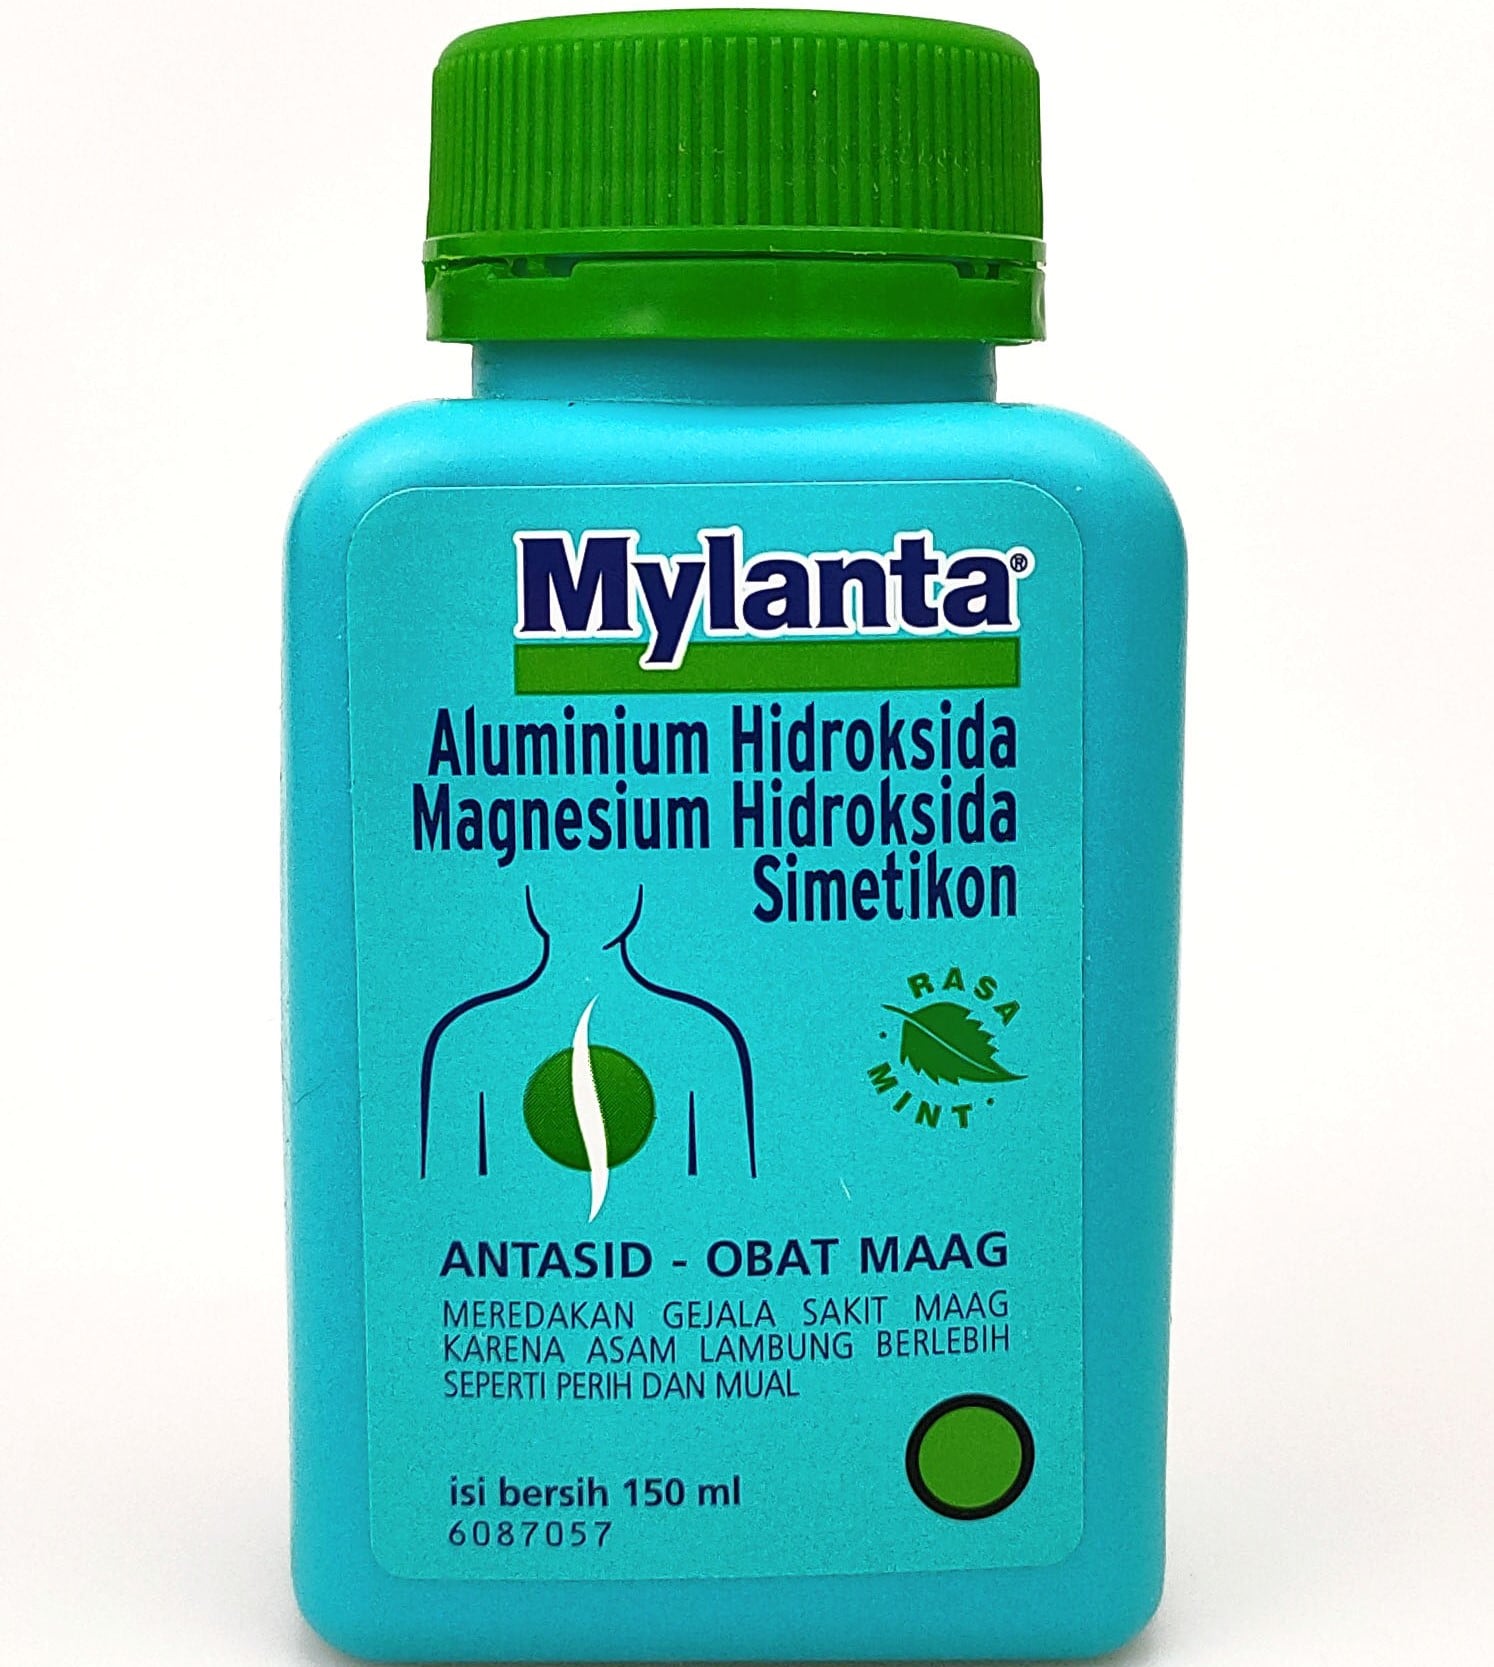 Mylanta®
Aluminium Hidroksida
Magnesium Hidroksida
Simetikon
RASA
MINT
ANTASID - OBAT MAAG
MEREDAKAN GEJALA SAKIT MAAG
KARENA ASAM LAMBUNG BERLEBIH
SEPERTI PERIH DAN MUAL
isi bersih 150 ml
6087057